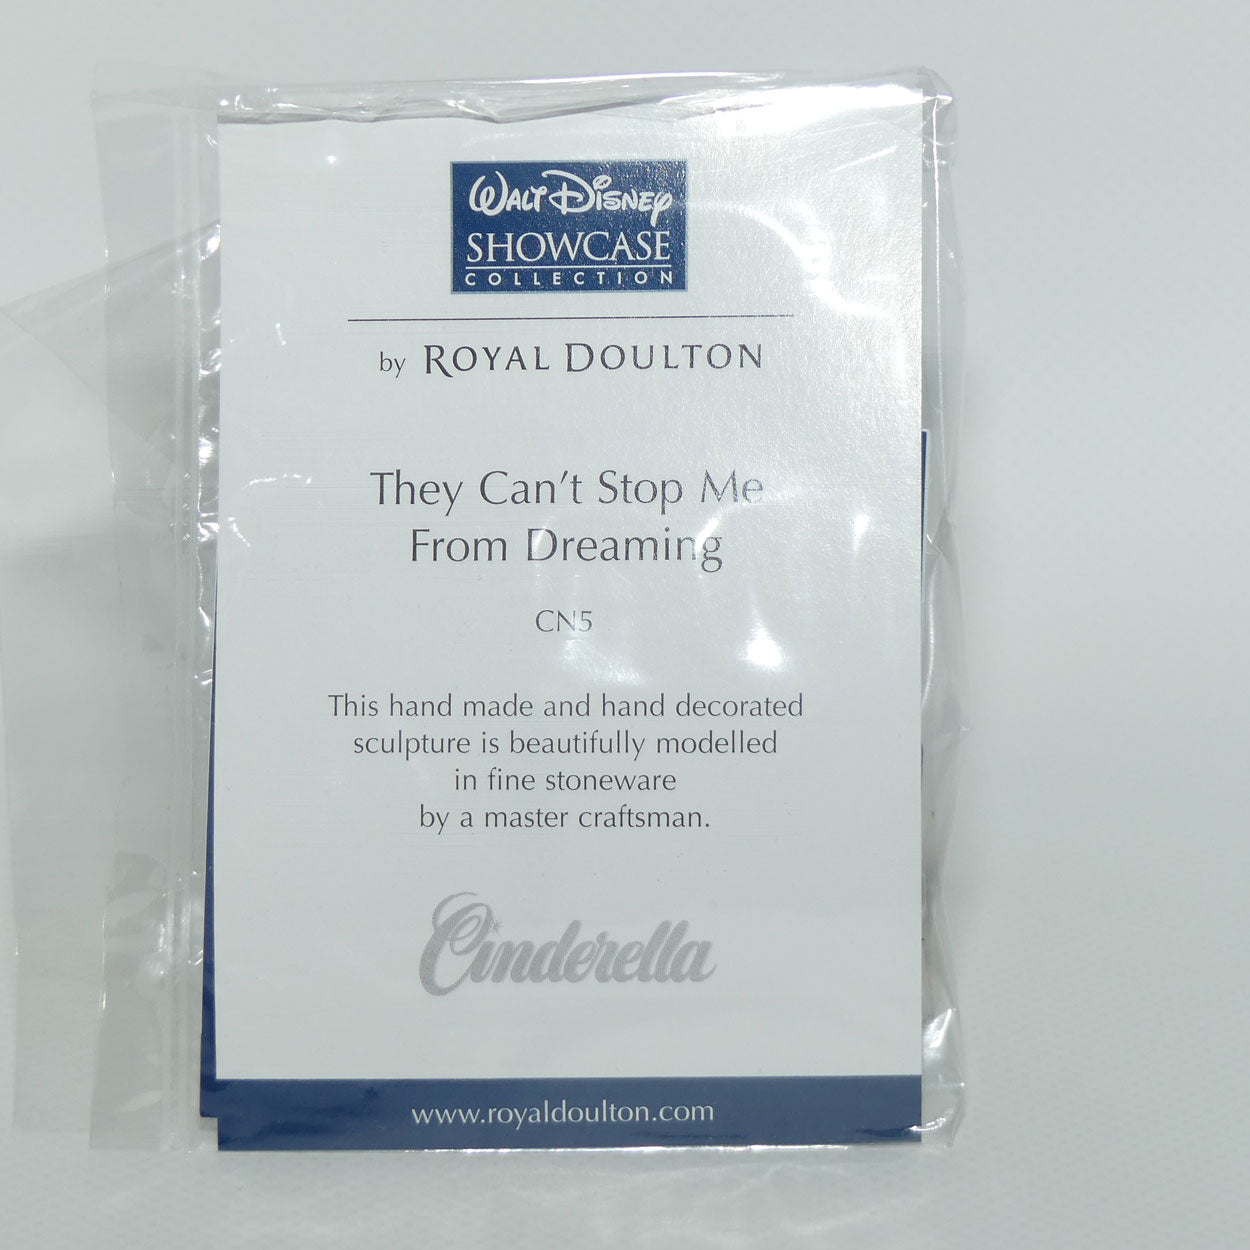 WALT DISNEY
SHOWCASE
COLLECTION
by ROYAL DOULTON
They Can't Stop Me
From Dreaming
CN5
This hand made and hand decorated
sculpture is beautifully modelled
in fine stoneware
by a master craftsman.
Cinderella
www.royaldoulton.com